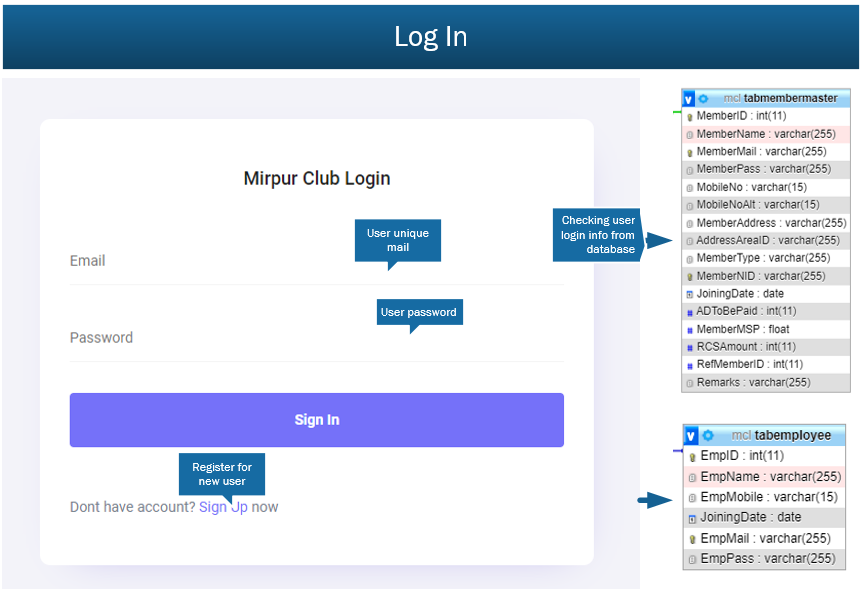 Log In
Mirpur Club Login
User unique
mail
Email
User password
Password
Sign In
Register for
new user
Dont have account? Sign Up now
Checking user
login info from
database
v mcl tabmembermaster
MemberID : int(11)
MemberName : varchar(255)
MemberMail : varchar(255)
MemberPass : varchar(255)
MobileNo : varchar(15)
MobileNoAlt : varchar(15)
MemberAddress : varchar(255)
AddressAreaID : varchar(255)
MemberType : varchar(255)
MemberNID : varchar(255)
JoiningDate : date
ADToBePaid : int(11)
MemberMSP : float
RCSAmount : int(11)
RefMemberID : int(11)
Remarks : varchar(255)
v mcl tabemployee
EmpID : int(11)
EmpName : varchar(255)
EmpMobile : varchar(15)
JoiningDate : date
EmpMail : varchar(255)
EmpPass : varchar(255)